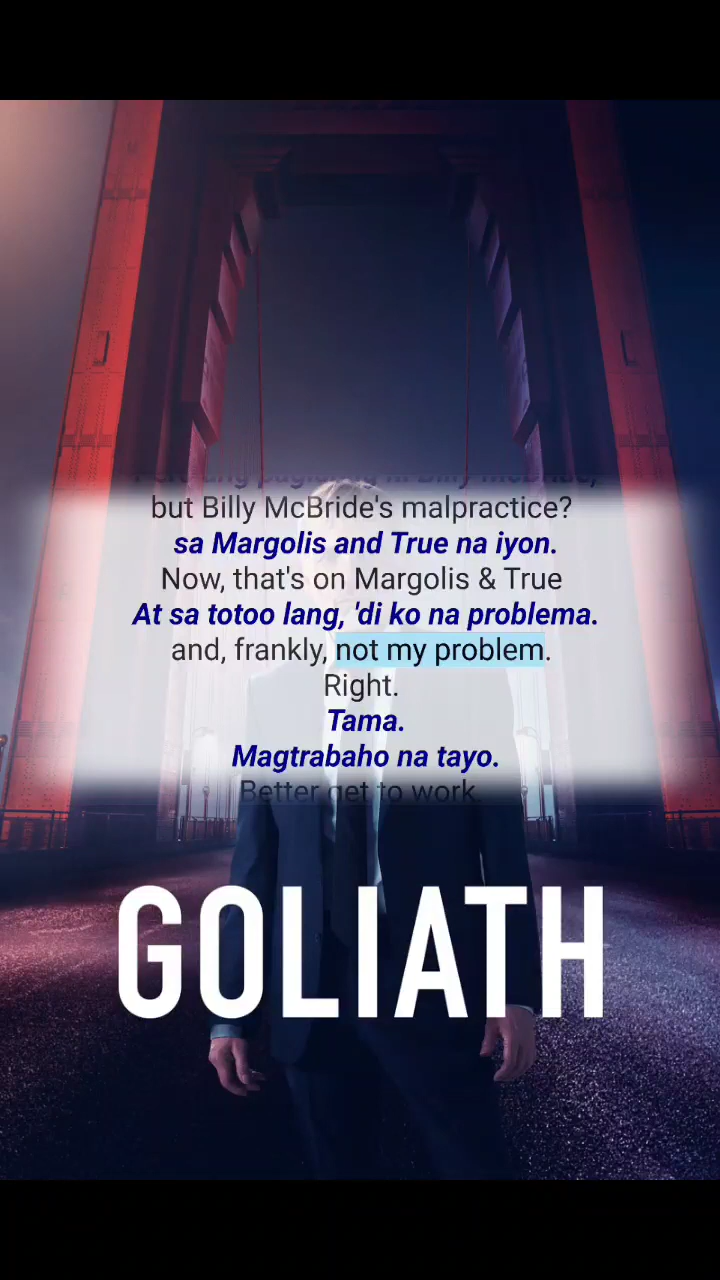 but Billy McBride's malpractice?
sa Margolis and True na iyon.
Now, that's on Margolis & True
At sa totoo lang, 'di ko na problema.
and, frankly, not my problem.
Right.
Tama.
Magtrabaho na tayo.
Better get to work.
GOLIATH